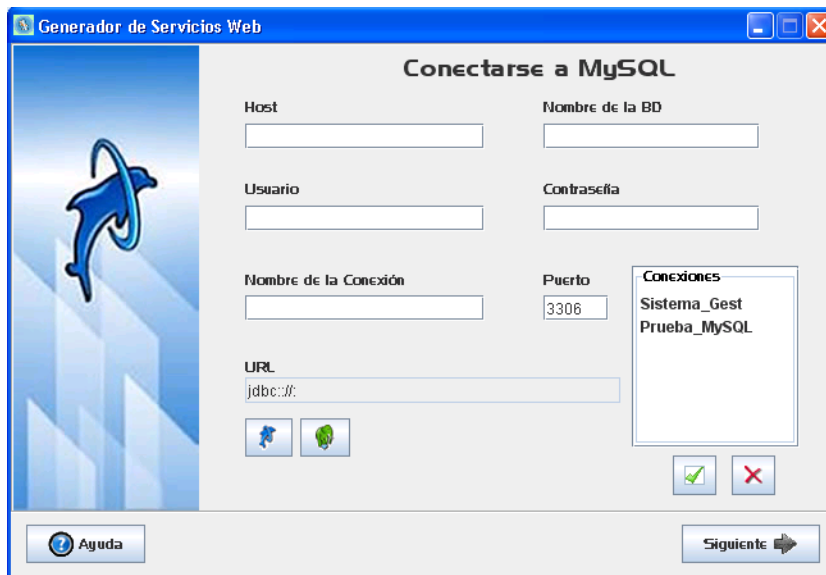 Generador de Servicios Web
Conectarse a MySQL
Host
Nombre de la BD
Usuario
Contraseña
Nombre de la Conexión
Puerto
3306
Conexiones
Sistema_Gest
Prueba_MySQL
URL
jdbc:://:
Ayuda
Siguiente